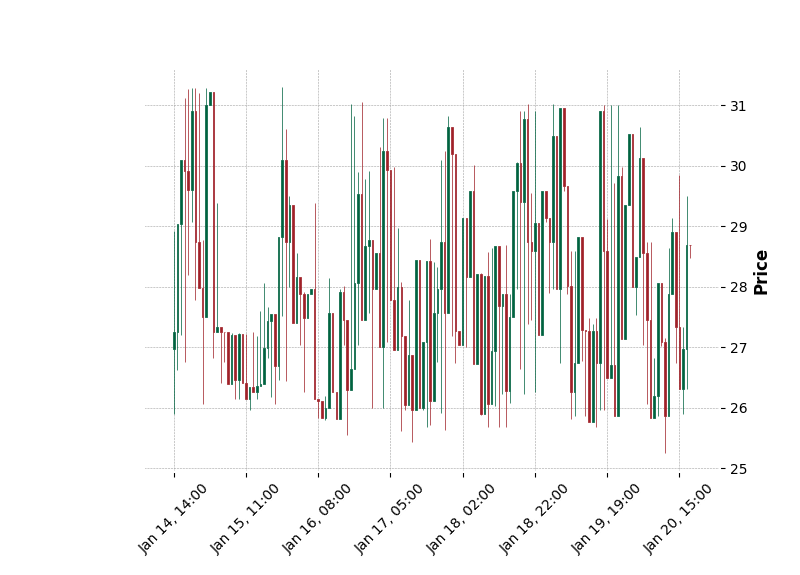 31
30
29
28
27
26
25
Price
Jan 14, 14:00
Jan 15, 11:00
Jan 16, 08:00
Jan 17, 05:00
Jan 18, 02:00
Jan 18, 22:00
Jan 19, 19:00
Jan 20, 15:00